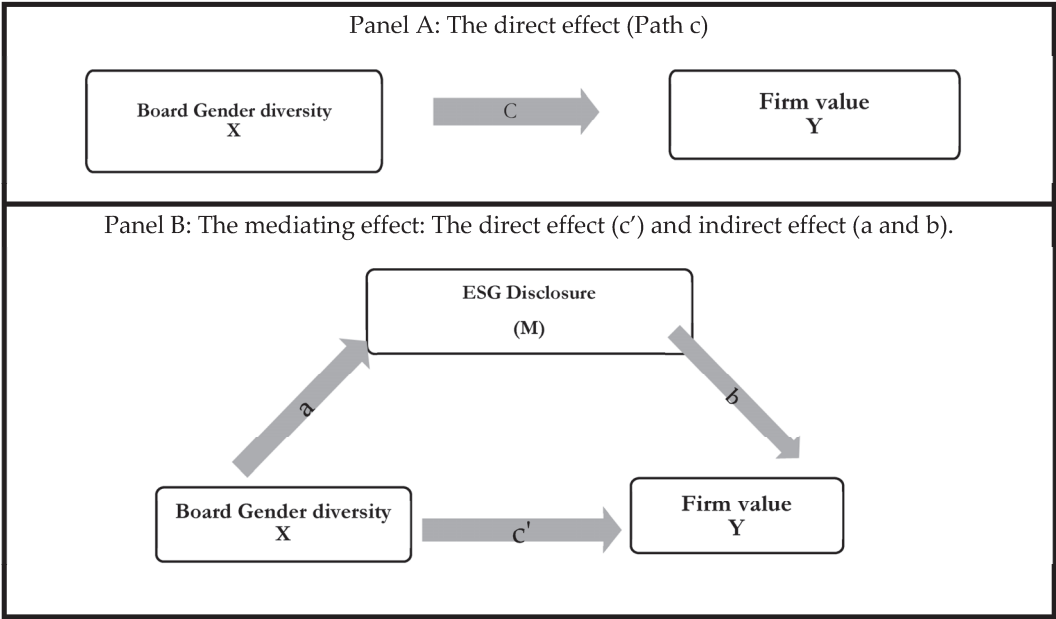 Panel A: The direct effect (Path c)
Board Gender diversity
X
C
Firm value
Y
Panel B: The mediating effect: The direct effect (c′) and indirect effect (a and b).
ESG Disclosure
(M)
a
b
Board Gender diversity
X
c'
Firm value
Y